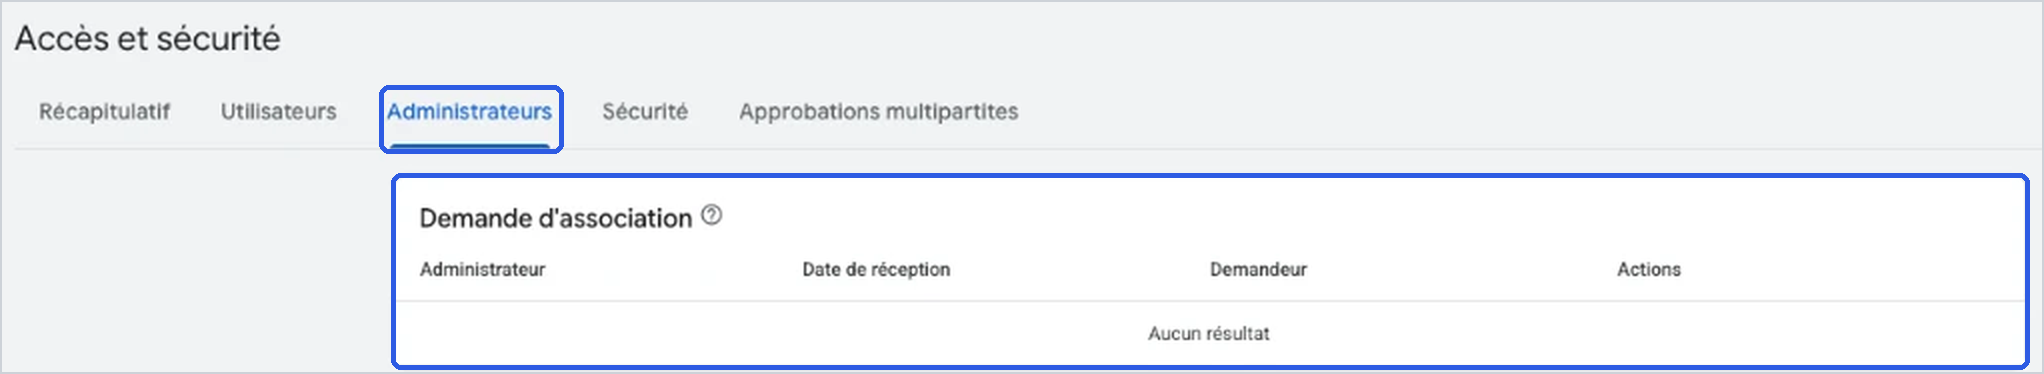 Accès et sécurité
Récapitulatif Utilisateurs Administrateurs Sécurité Approbations multipartites
Demande d'association
Administrateur Date de réception Demandeur Actions
Aucun résultat